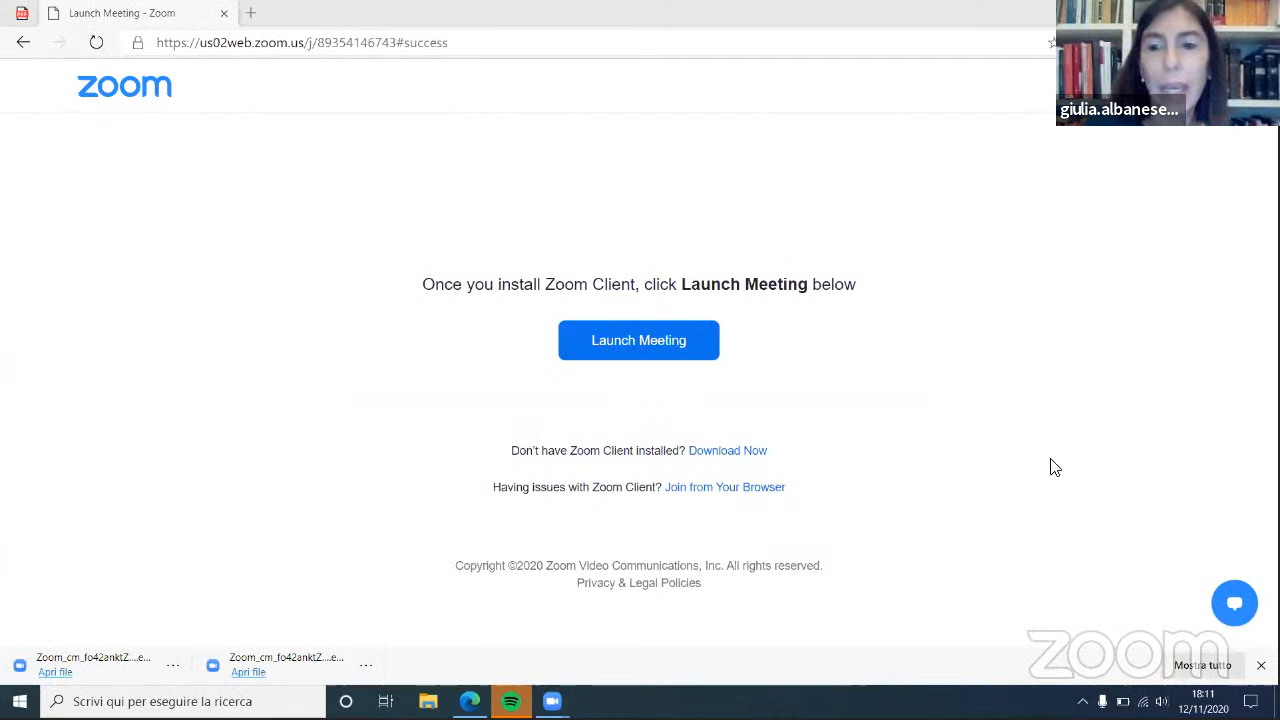 Launch Meeting - Zoom
https://us02web.zoom.us/j/89354146743#success
zoom
giulia.albanese...
Once you install Zoom Client, click Launch Meeting below
Launch Meeting
Don't have Zoom Client installed? Download Now
Having issues with Zoom Client? Join from Your Browser
Copyright ©2020 Zoom Video Communications, Inc. All rights reserved.
Privacy & Legal Policies
zoom
Zoom_cm_fo42anktZ....e...
Apri file
Zoom_cm_fo42anktZ....e...
Apri file
Mostra tutto
Scrivi qui per eseguire la ricerca
18:11
12/11/2020